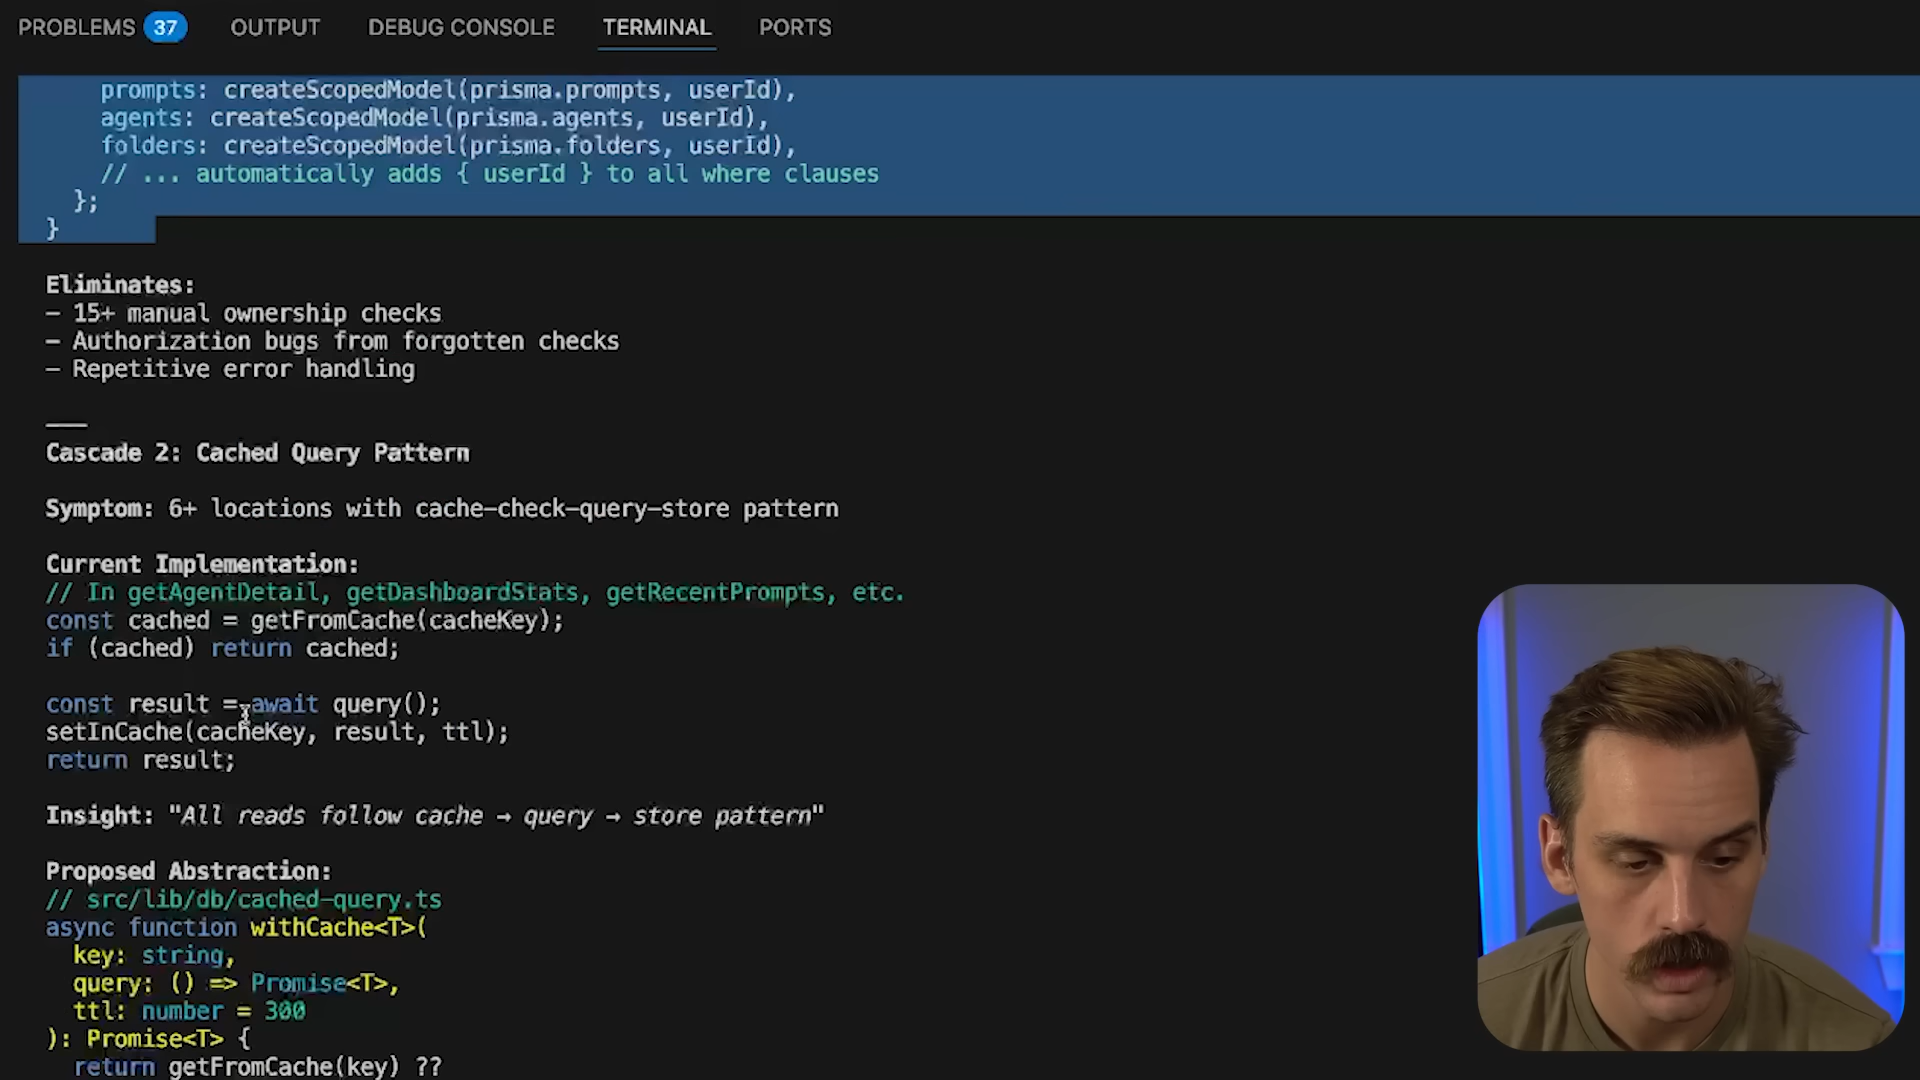 PROBLEMS 37 OUTPUT DEBUG CONSOLE TERMINAL PORTS
prompts: createScopedModel(prisma.prompts, userId),
agents: createScopedModel(prisma.agents, userId),
folders: createScopedModel(prisma.folders, userId),
// ... automatically adds { userId } to all where clauses
};
}
Eliminates:
– 15+ manual ownership checks
– Authorization bugs from forgotten checks
– Repetitive error handling
Cascade 2: Cached Query Pattern
Symptom: 6+ locations with cache-check-query-store pattern
Current Implementation:
// In getAgentDetail, getDashboardStats, getRecentPrompts, etc.
const cached = getFromCache(cacheKey);
if (cached) return cached;
const result = await query();
setInCache(cacheKey, result, ttl);
return result;
Insight: "All reads follow cache → query → store pattern"
Proposed Abstraction:
// src/lib/db/cached-query.ts
async function withCache<T>(
key: string,
query: () => Promise<T>,
ttl: number = 300
): Promise<T> {
return getFromCache(key) ??